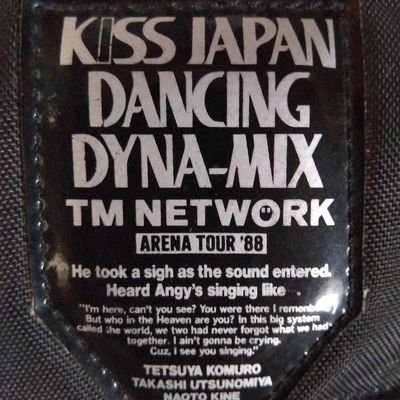 KISS JAPAN
DANCING
DYNA-MIX
TM NETWORK
ARENA TOUR '88
He took a sigh as the sound entered.
Heard Angy's singing like
"I'm here, can't you see? You were there I remember
But who in the Heaven are you? In this big system
called the world, we two had never forgot what we had
together. I ain't gonna be crying.
Cuz, I see you singing."
TETSUYA KOMURO
TAKASHI UTSUNOMIYA
NAOTO KINE